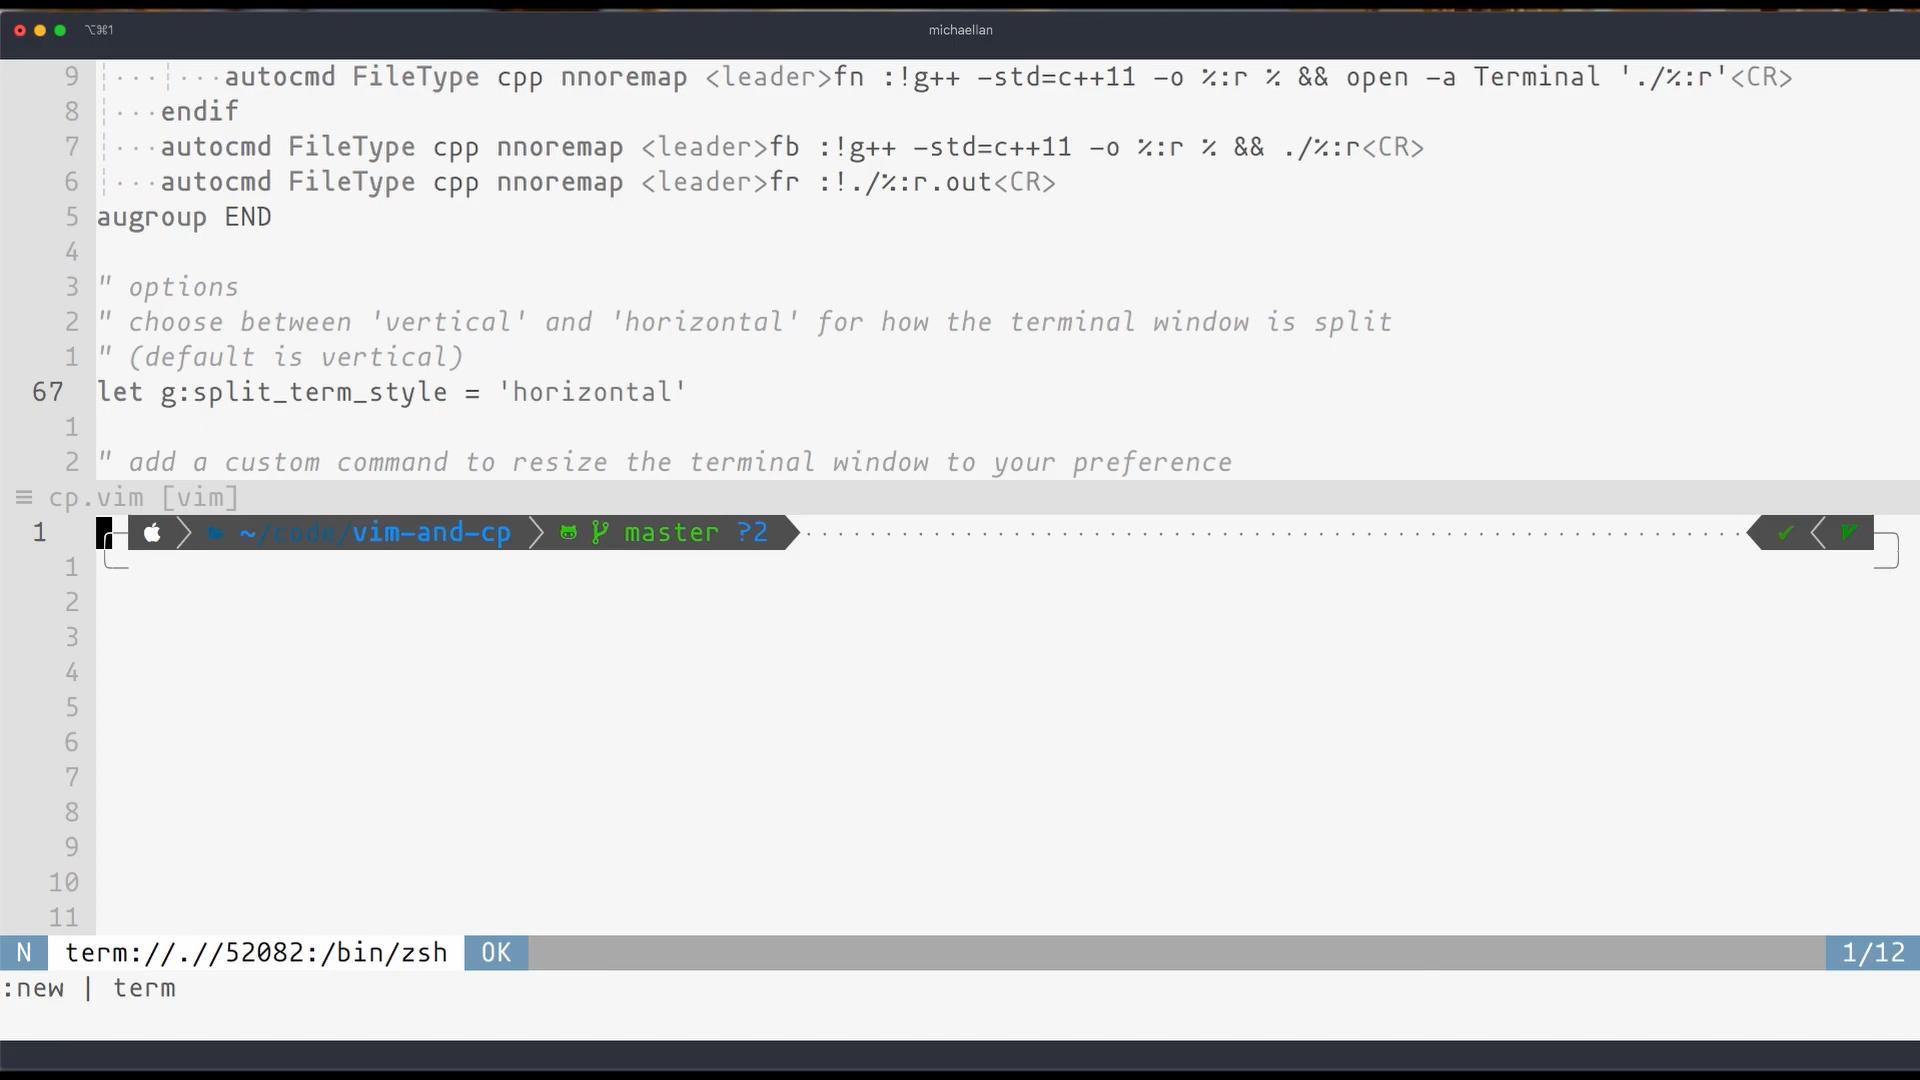 ⌥⌘1 michaellan
9 autocmd FileType cpp nnoremap <leader>fn :!g++ -std=c++11 -o %:r % && open -a Terminal './%:r'<CR>
8 endif
7 autocmd FileType cpp nnoremap <leader>fb :!g++ -std=c++11 -o %:r % && ./%:r<CR>
6 autocmd FileType cpp nnoremap <leader>fr :!./%:r.out<CR>
5 augroup END
4
3 " options
2 " choose between 'vertical' and 'horizontal' for how the terminal window is split
1 " (default is vertical)
67 let g:split_term_style = 'horizontal'
1
2 " add a custom command to resize the terminal window to your preference
≡ cp.vim [vim]
1 ~/code/vim-and-cp master ?2 ✔
1
2
3
4
5
6
7
8
9
10
11
N term://.//52082:/bin/zsh OK 1/12
:new | term